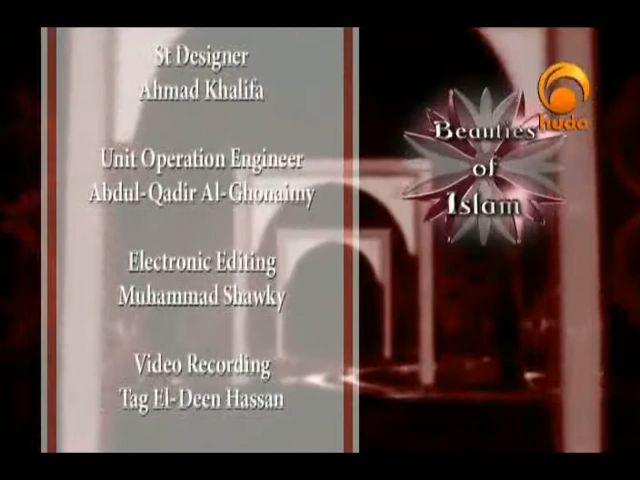 St Designer
Ahmad Khalifa
Unit Operation Engineer
Abdul-Qadir Al-Ghonaimy
Electronic Editing
Muhammad Shawky
Video Recording
Tag El-Deen Hassan
huda
Beauties
of
Islam